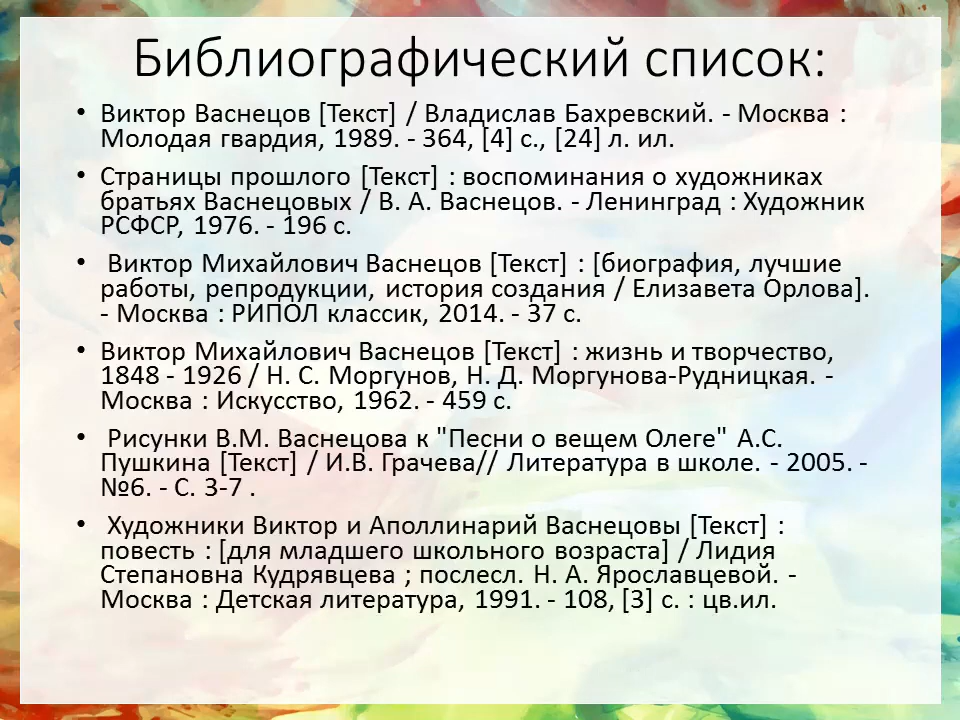 Библиографический список:
• Виктор Васнецов [Текст] / Владислав Бахревский. - Москва :
Молодая гвардия, 1989. - 364, [4] с., [24] л. ил.
• Страницы прошлого [Текст] : воспоминания о художниках
братьях Васнецовых / В. А. Васнецов. - Ленинград : Художник
РСФСР, 1976. - 196 с.
• Виктор Михайлович Васнецов [Текст] : [биография, лучшие
работы, репродукции, история создания / Елизавета Орлова].
- Москва : РИПОЛ классик, 2014. - 37 с.
• Виктор Михайлович Васнецов [Текст] : жизнь и творчество,
1848 - 1926 / Н. С. Моргунов, Н. Д. Моргунова-Рудницкая. -
Москва : Искусство, 1962. - 459 с.
• Рисунки В.М. Васнецова к "Песни о вещем Олеге" А.С.
Пушкина [Текст] / И.В. Грачева// Литература в школе. - 2005. -
№6. - С. 3-7 .
• Художники Виктор и Аполлинарий Васнецовы [Текст] :
повесть : [для младшего школьного возраста] / Лидия
Степановна Кудрявцева ; послесл. Н. А. Ярославцевой. -
Москва : Детская литература, 1991. - 108, [3] с. : цв.ил.